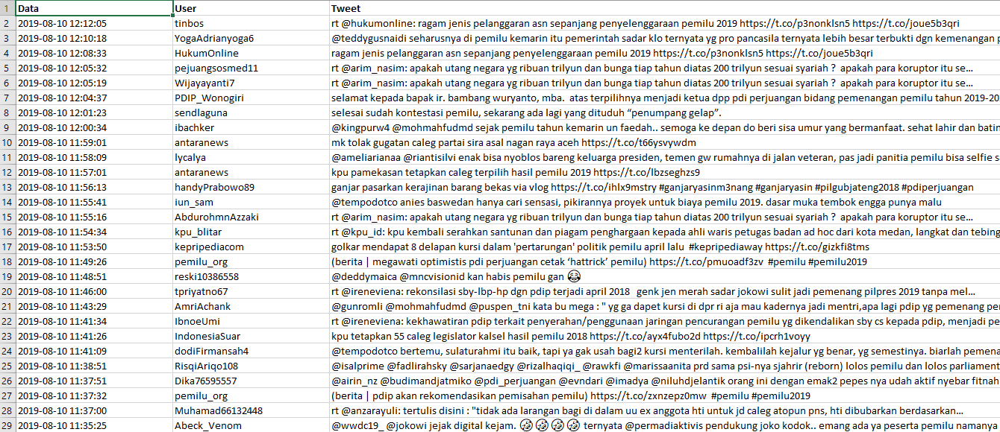 1 Data User Tweet
2 2019-08-10 12:12:05 tinbos rt @hukumonline: ragam jenis pelanggaran asn sepanjang penyelenggaraan pemilu 2019 https://t.co/p3nonklsn5 https://t.co/joue5b3qri
3 2019-08-10 12:10:18 YogaAdrianyoga6 @teddygusnaidi seharusnya di pemilu kemarin itu pemerintah sadar klo ternyata yg pro pancasila ternyata lebih besar terbukti dgn kemenangan p
4 2019-08-10 12:08:33 HukumOnline ragam jenis pelanggaran asn sepanjang penyelenggaraan pemilu 2019 https://t.co/p3nonklsn5 https://t.co/joue5b3qri
5 2019-08-10 12:05:32 pejuangsosmed11 rt @arim_nasim: apakah utang negara yg ribuan trilyun dan bunga tiap tahun diatas 200 trilyun sesuai syariah ? apakah para koruptor itu se…
6 2019-08-10 12:05:19 Wijayayanti7 rt @arim_nasim: apakah utang negara yg ribuan trilyun dan bunga tiap tahun diatas 200 trilyun sesuai syariah ? apakah para koruptor itu se…
7 2019-08-10 12:04:37 PDIP_Wonogiri selamat kepada bapak ir. bambang wuryanto, mba. atas terpilihnya menjadi ketua dpp pdi perjuangan bidang pemenangan pemilu tahun 2019-20
8 2019-08-10 12:01:23 sendlaguna selesai sudah kontestasi pemilu, sekarang ada lagi yang dituduh “penumpang gelap”.
9 2019-08-10 12:00:34 ibachker @kingpurw4 @mohmahfudmd sejak pemilu tahun kemarin un faedah.. semoga ke depan do beri sisa umur yang bermanfaat. sehat lahir dan batin
10 2019-08-10 11:59:01 antaranews mk tolak gugatan caleg partai sira asal nagan raya aceh https://t.co/t66ysvywdm
11 2019-08-10 11:58:09 lycalya @ameliarianaa @riantisilvi enak bisa nyoblos bareng keluarga presiden, temen gw rumahnya di jalan veteran, pas jadi panitia pemilu bisa selfie s
12 2019-08-10 11:57:01 antaranews kpu pamekasan tetapkan caleg terpilih hasil pemilu 2019 https://t.co/lbzseghzs9
13 2019-08-10 11:56:13 handyPrabowo89 ganjar pasarkan kerajinan barang bekas via vlog https://t.co/ihlx9mstry #ganjaryasinm3nang #ganjaryasin #pilgubjateng2018 #pdiperjuangan
14 2019-08-10 11:55:41 iun_sam @tempodotco anies baswedan hanya cari sensasi, pikirannya proyek untuk biaya pemilu 2019. dasar muka tembok engga punya malu
15 2019-08-10 11:55:16 AbdurohmnAzzaki rt @arim_nasim: apakah utang negara yg ribuan trilyun dan bunga tiap tahun diatas 200 trilyun sesuai syariah ? apakah para koruptor itu se…
16 2019-08-10 11:54:34 kpu_blitar rt @kpu_id: kpu kembali serahkan santunan dan piagam penghargaan kepada ahli waris petugas badan ad hoc dari kota medan, langkat dan tebing
17 2019-08-10 11:53:50 kepripediacom golkar mendapat 8 delapan kursi dalam 'pertarungan' politik pemilu april lalu #kepripediaway https://t.co/gizkfi8tms
18 2019-08-10 11:49:26 pemilu_org (berita | megawati optimistis pdi perjuangan cetak ‘hattrick’ pemilu) https://t.co/pmuoadf3zv #pemilu #pemilu2019
19 2019-08-10 11:48:51 reski10386558 @deddymaica @mncvisionid kan habis pemilu gan 😂
20 2019-08-10 11:46:00 tpriyatno67 rt @ireneviena: rekonsilasi sby-lbp-hp dgn pdip terjadi april 2018 genk jen merah sadar jokowi sulit jadi pemenang pilpres 2019 tanpa mel…
21 2019-08-10 11:43:29 AmriAchank @gunromli @mohmahfudmd @puspen_tni kata bu mega : " yg ga dapet kursi di dpr ri aja mau kadernya jadi mentri,apa lagi pdip yg pemenang pe
22 2019-08-10 11:41:34 IbnoeUmi rt @ireneviena: kekhawatiran pdip terkait penyerahan/penggunaan jaringan pencurangan pemilu yg dikendalikan sby cs kepada pdip, menjadi pe
23 2019-08-10 11:41:26 IndonesiaSuar kpu tetapkan 55 caleg legislator kalsel hasil pemilu 2018 https://t.co/ayx4fubo2d https://t.co/ipcrh1voyy
24 2019-08-10 11:41:09 dodiFirmansah4 @tempodotco bertemu, sulaturahmi itu baik, tapi ya gak usah bagi2 kursi menterilah. kembalilah kejalur yg benar, yg semestinya. biarlah pemena
25 2019-08-10 11:38:51 RisqiAriqo108 @isalprime @fadlirahsky @sarjanaedgy @rizalhaqiqi_ @rawkfi @marissaanita prd sama psi-nya sjahrir (reborn) lolos pemilu dan lolos parliament
26 2019-08-10 11:37:51 Dika76595557 @airin_nz @budimandjatmiko @pdi_perjuangan @evndari @imadya @niluhdjelantik orang ini dengan emak2 pepes nya udah aktif nyebar fitnah
27 2019-08-10 11:37:32 pemilu_org (berita | pdip akan rekomendasikan pemisahan pemilu) https://t.co/zxnzepz0mw #pemilu #pemilu2019
28 2019-08-10 11:37:00 Muhamad66132448 rt @anzarayuli: tertulis disini : "tidak ada larangan bagi di dalam uu ex anggota hti untuk jd caleg atopun pns, hti dibubarkan berdasarkan…
29 2019-08-10 11:35:25 Abeck_Venom @wwdc19_ @jokowi jejak digital kejam. 🤣 🤣 🤣 🤣 ternyata @permadiaktivis pendukung joko kodok.. emang ada ya peserta pemilu namanya